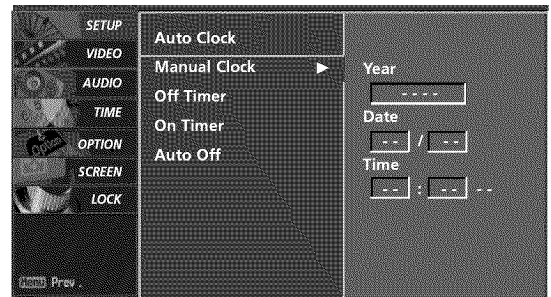 SETUP
VIDEO
AUDIO
TIME
OPTION
SCREEN
LOCK
Menu Prev.
Auto Clock
Manual Clock ▶
Off Timer
On Timer
Auto Off
Year
- - - -
Date
- - / - -
Time
- - : - - - -